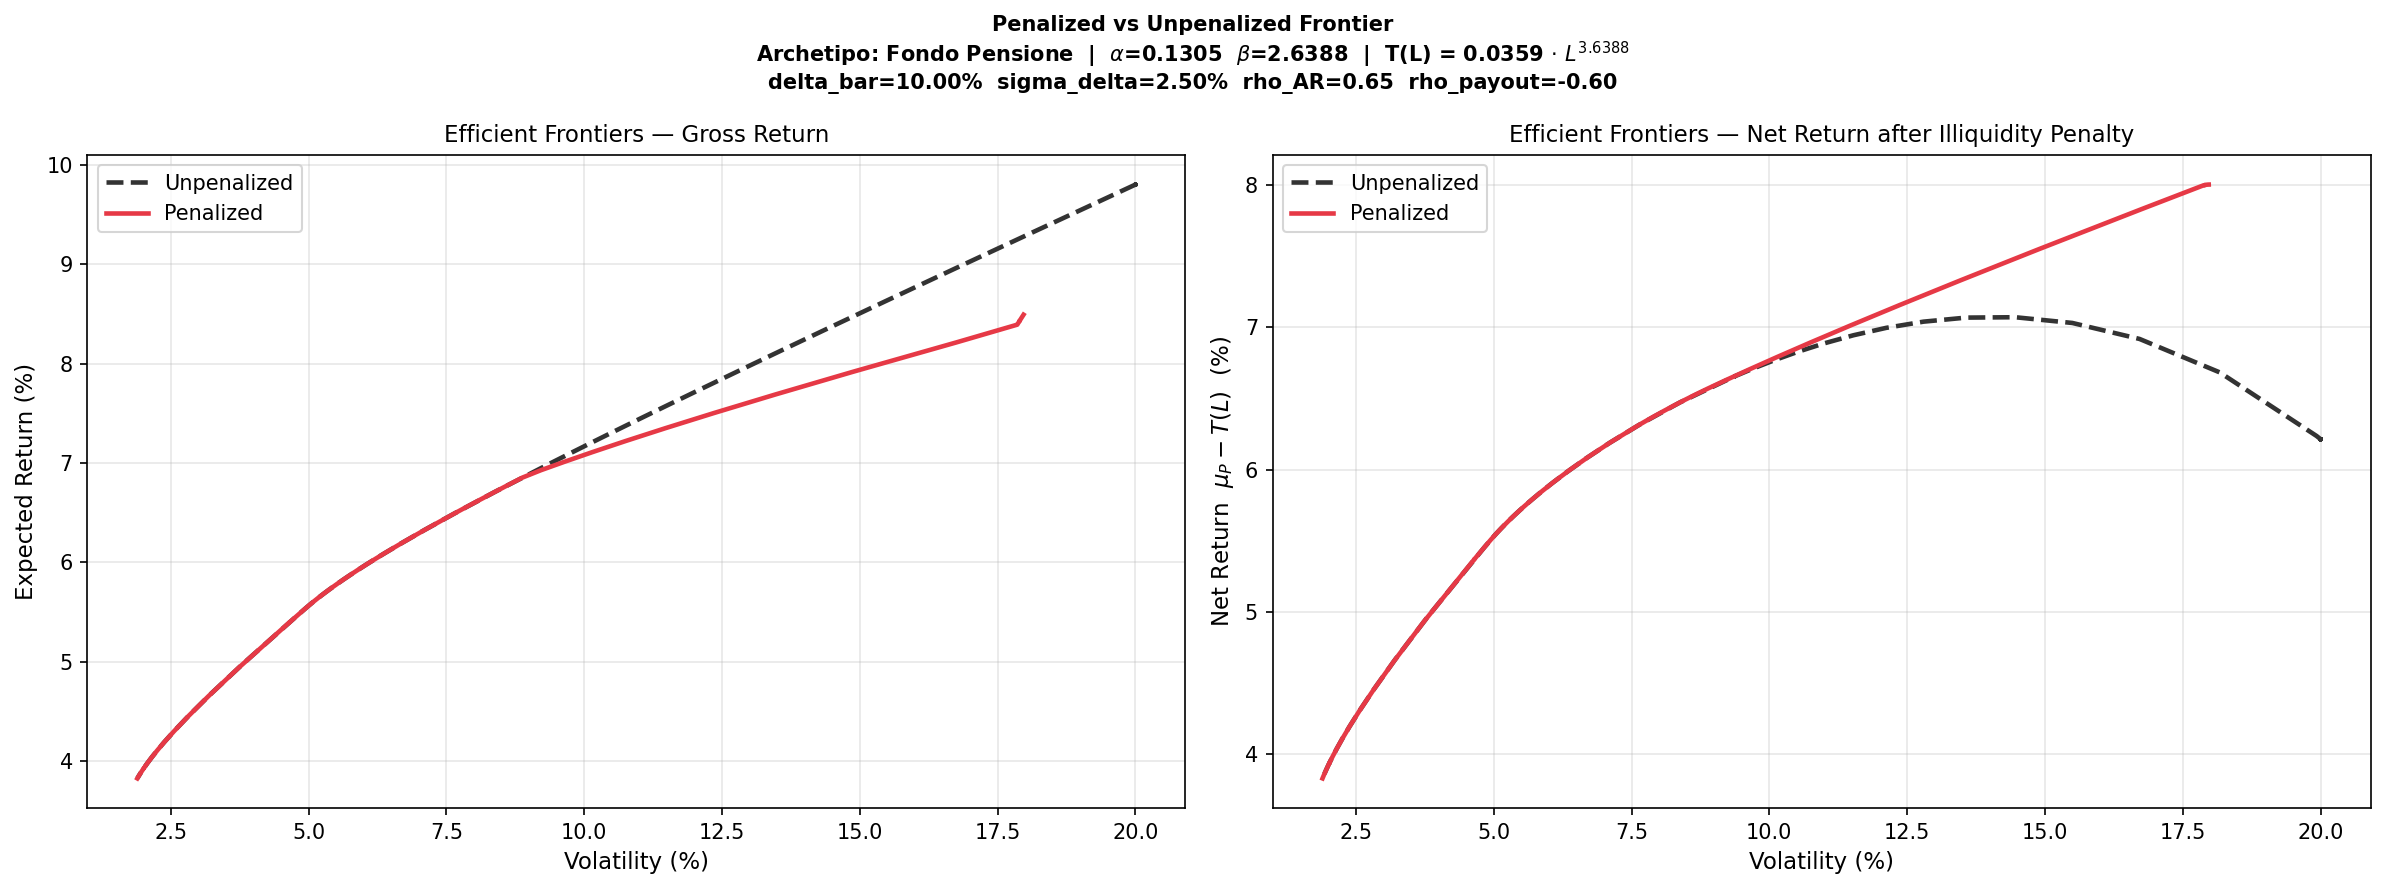 Penalized vs Unpenalized Frontier
Archetipo: Fondo Pensione | α=0.1305 β=2.6388 | T(L) = 0.0359 · L^3.6388
delta_bar=10.00% sigma_delta=2.50% rho_AR=0.65 rho_payout=-0.60
Efficient Frontiers — Gross Return
Unpenalized
Penalized
10
9
8
7
6
5
4
Expected Return (%)
2.5 5.0 7.5 10.0 12.5 15.0 17.5 20.0
Volatility (%)
Efficient Frontiers — Net Return after Illiquidity Penalty
Unpenalized
Penalized
8
7
6
5
4
Net Return μ_P − T(L) (%)
2.5 5.0 7.5 10.0 12.5 15.0 17.5 20.0
Volatility (%)